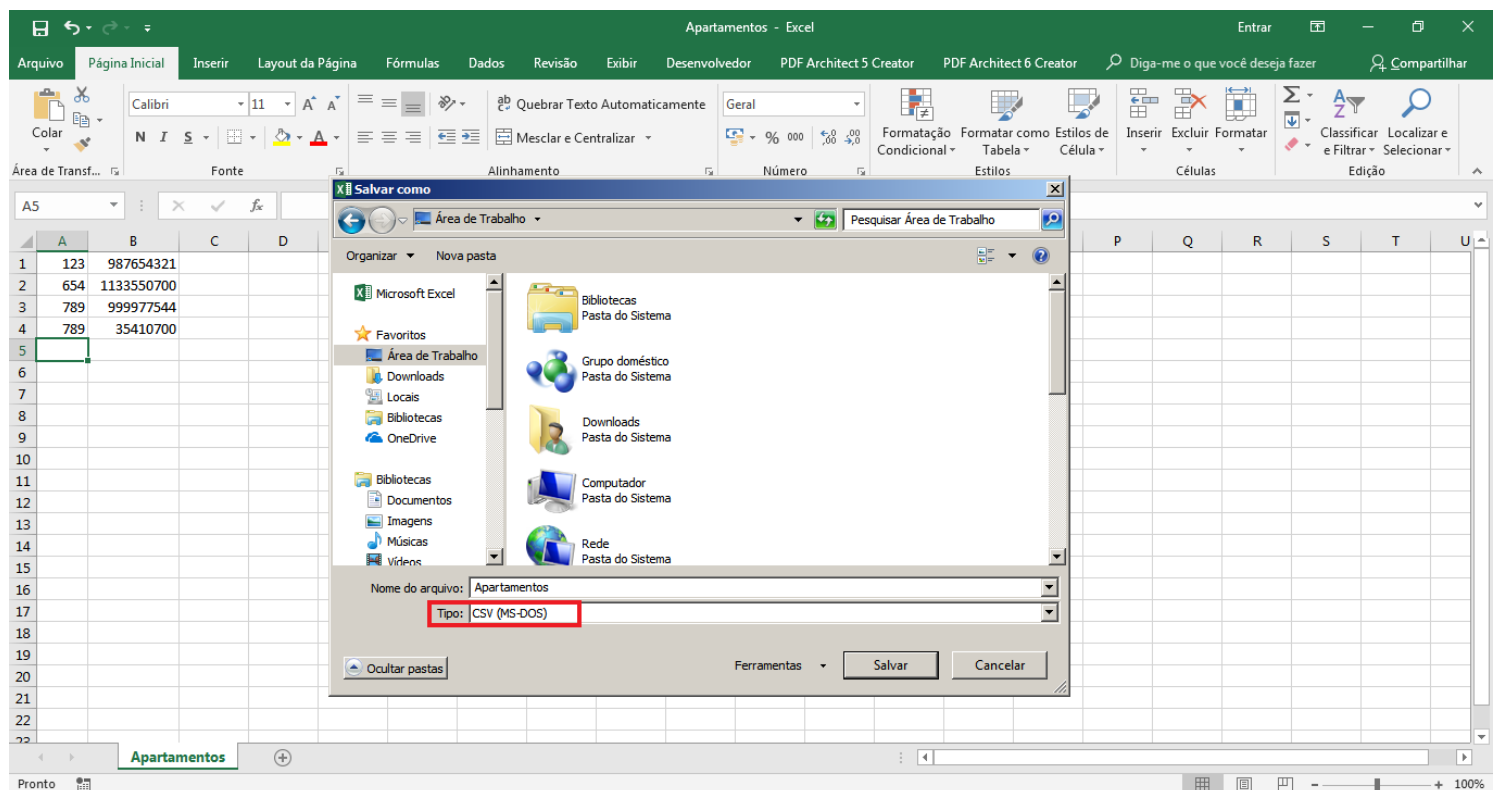 Apartamentos - Excel
Entrar
Arquivo Página Inicial Inserir Layout da Página Fórmulas Dados Revisão Exibir Desenvolvedor PDF Architect 5 Creator PDF Architect 6 Creator Diga-me o que você deseja fazer Compartilhar
Colar
Área de Transf...
Calibri 11
N I S
Fonte
Quebrar Texto Automaticamente
Mesclar e Centralizar
Alinhamento
Geral
% 000
Número
Formatação Condicional
Formatar como Tabela
Estilos de Célula
Estilos
Inserir Excluir Formatar
Células
Classificar e Filtrar
Localizar e Selecionar
Edição
A5
fx
A B C D P Q R S T U
1 123 987654321
2 654 1133550700
3 789 999977544
4 789 35410700
5
6
7
8
9
10
11
12
13
14
15
16
17
18
19
20
21
22
Salvar como
Área de Trabalho
Pesquisar Área de Trabalho
Organizar Nova pasta
Microsoft Excel
Favoritos
Área de Trabalho
Downloads
Locais
Bibliotecas
OneDrive
Bibliotecas
Documentos
Imagens
Músicas
Vídeos
Bibliotecas
Pasta do Sistema
Grupo doméstico
Pasta do Sistema
Downloads
Pasta do Sistema
Computador
Pasta do Sistema
Rede
Pasta do Sistema
Nome do arquivo: Apartamentos
Tipo: CSV (MS-DOS)
Ocultar pastas
Ferramentas Salvar Cancelar
Apartamentos
Pronto
100%